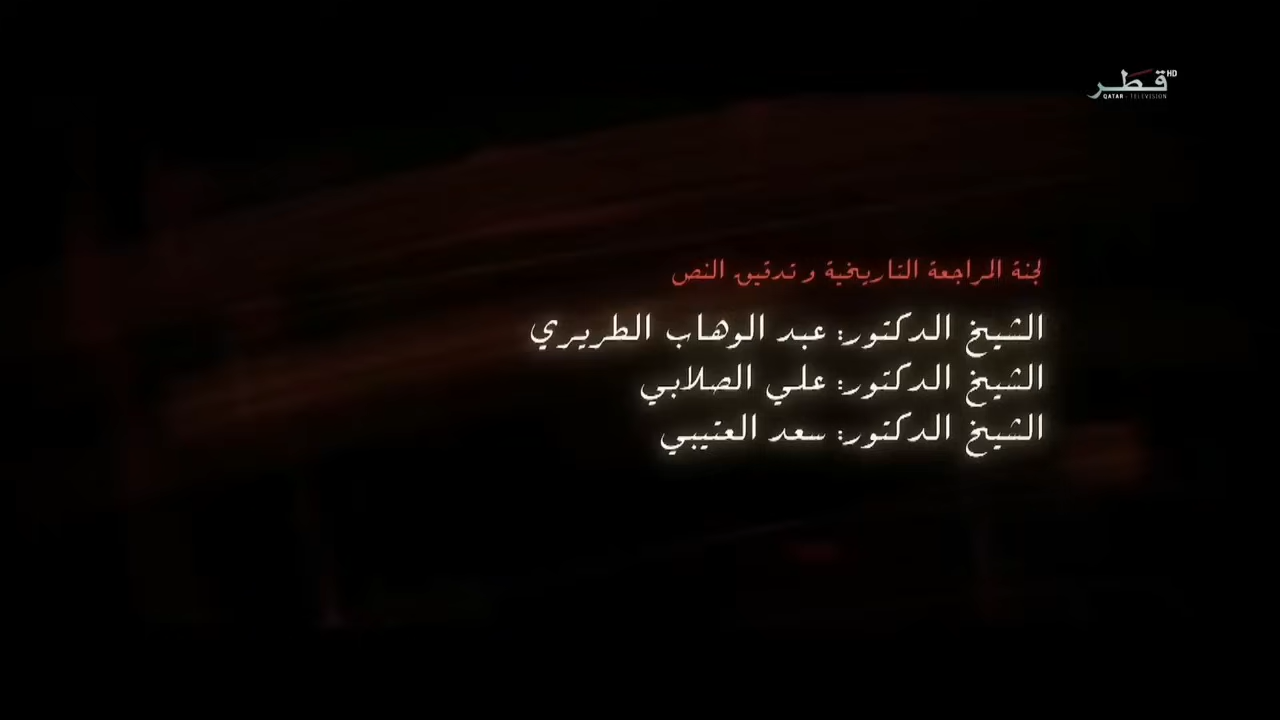 قطر HD
QATAR TELEVISION
لجنة المراجعة التاريخية و تدقيق النص
الشيخ الدكتور: عبد الوهاب الطريري
الشيخ الدكتور: علي الصلابي
الشيخ الدكتور: سعد العتيبي